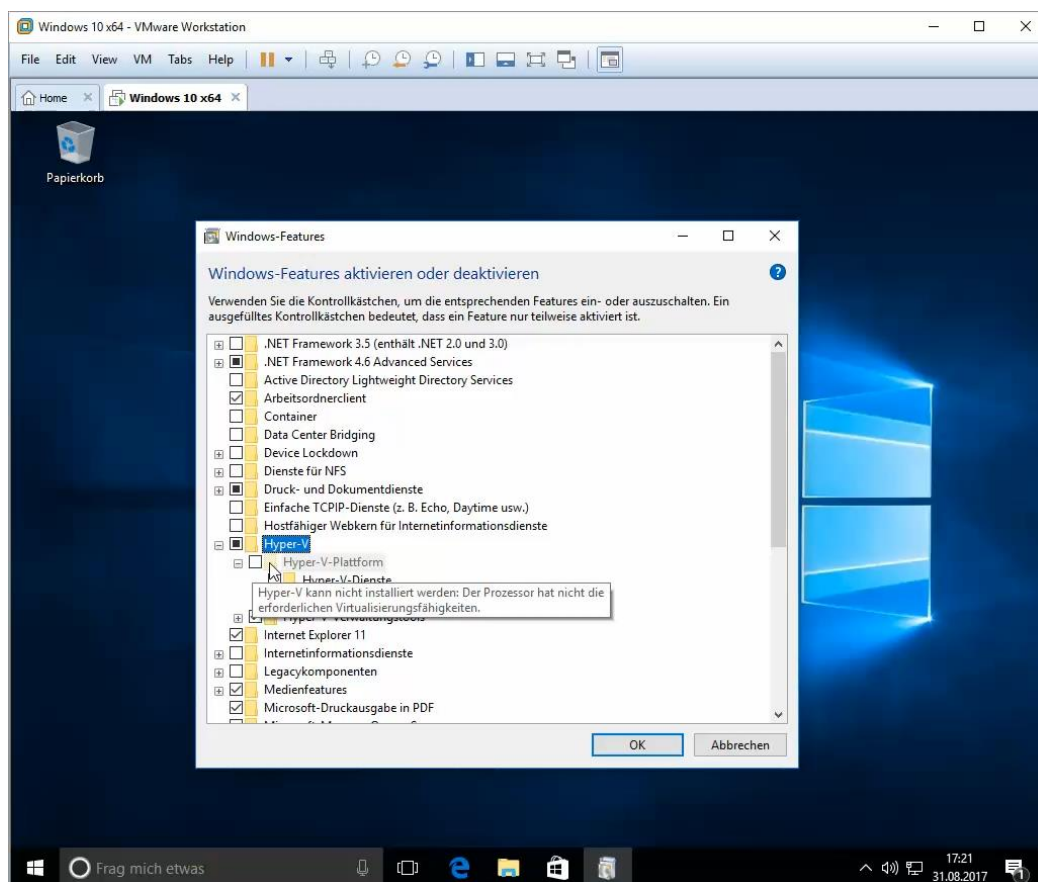 Windows 10 x64 - VMware Workstation
File Edit View VM Tabs Help
Home Windows 10 x64
Papierkorb
Windows-Features
Windows-Features aktivieren oder deaktivieren
Verwenden Sie die Kontrollkästchen, um die entsprechenden Features ein- oder auszuschalten. Ein
ausgefülltes Kontrollkästchen bedeutet, dass ein Feature nur teilweise aktiviert ist.
.NET Framework 3.5 (enthält .NET 2.0 und 3.0)
.NET Framework 4.6 Advanced Services
Active Directory Lightweight Directory Services
Arbeitsordnerclient
Container
Data Center Bridging
Device Lockdown
Dienste für NFS
Druck- und Dokumentdienste
Einfache TCPIP-Dienste (z. B. Echo, Daytime usw.)
Hostfähiger Webkern für Internetinformationsdienste
Hyper-V
Hyper-V-Plattform
Hyper-V-Dienste
Hyper-V kann nicht installiert werden: Der Prozessor hat nicht die
erforderlichen Virtualisierungsfähigkeiten.
Hyper-V-Verwaltungstools
Internet Explorer 11
Internetinformationsdienste
Legacykomponenten
Medienfeatures
Microsoft-Druckausgabe in PDF
OK Abbrechen
Frag mich etwas
17:21
31.08.2017
1